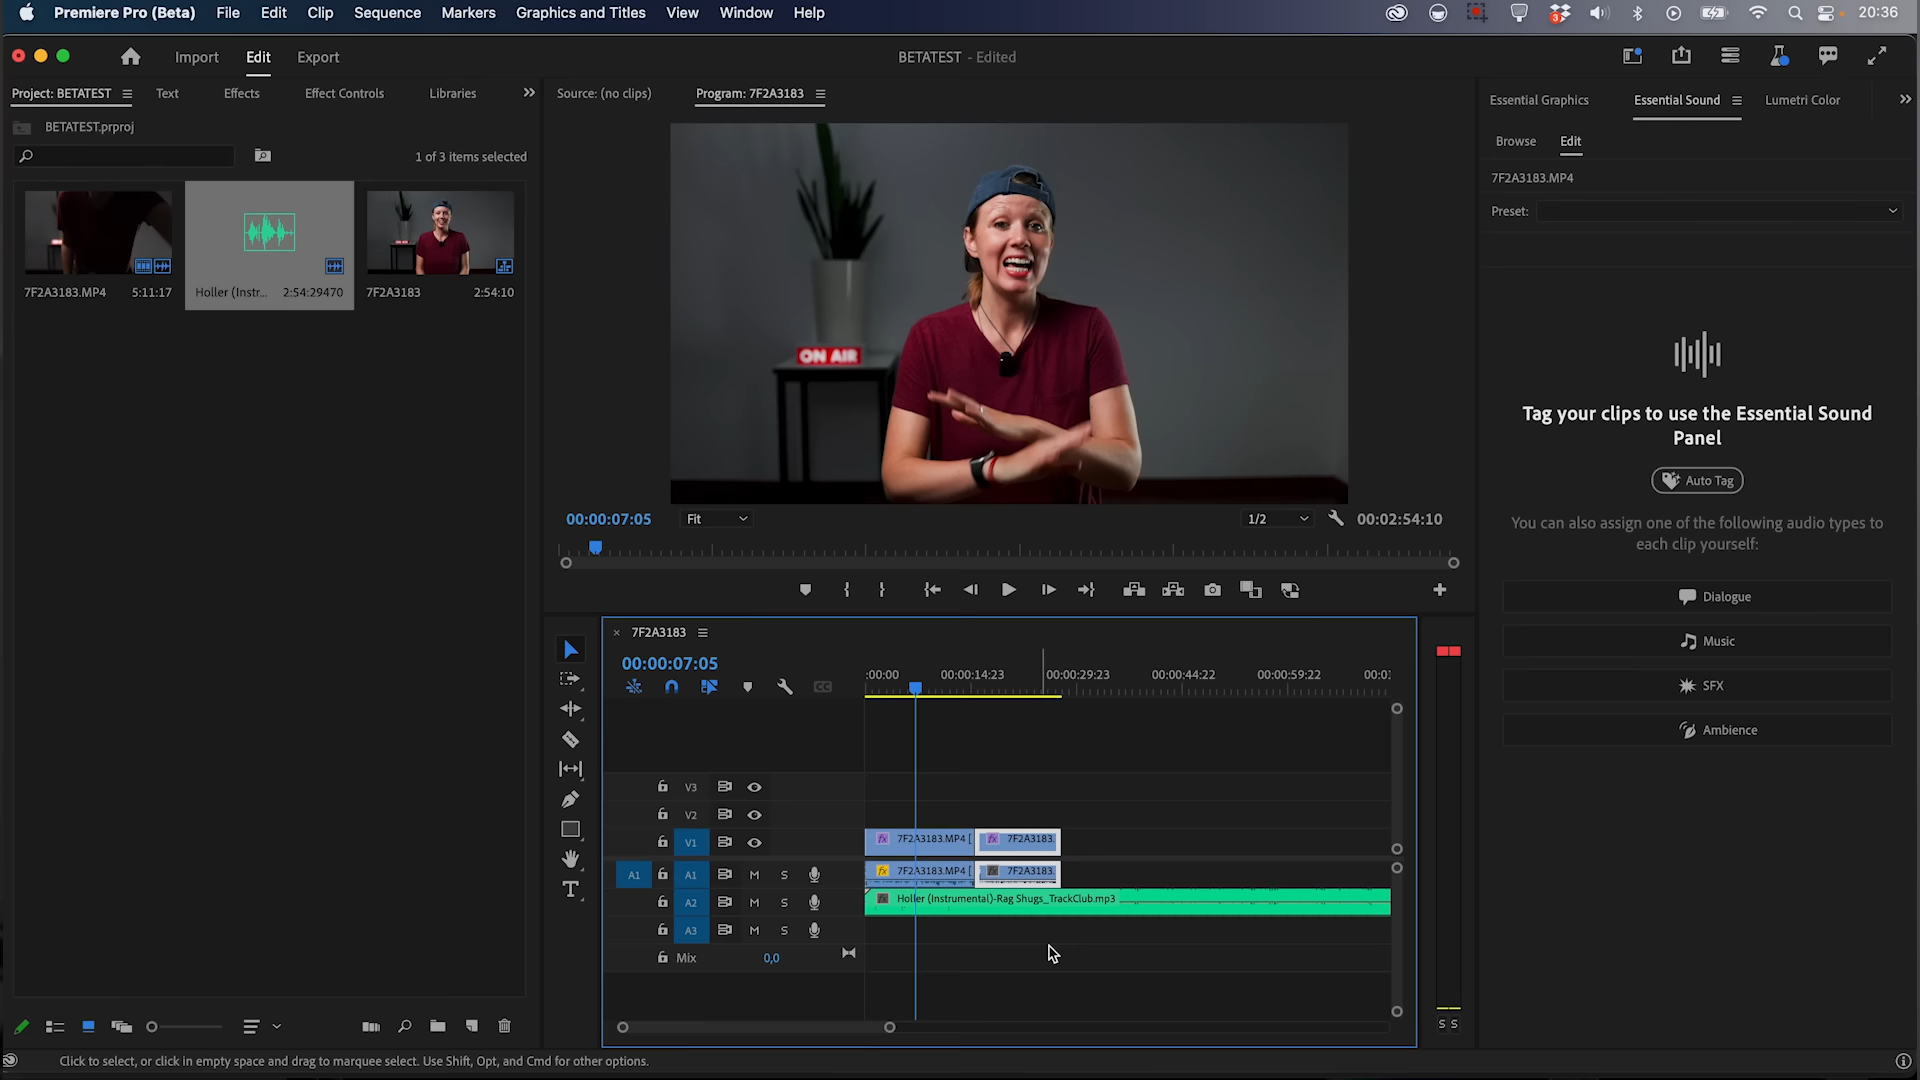 Premiere Pro (Beta) File Edit Clip Sequence Markers Graphics and Titles View Window Help 3 20:36
Import Edit Export BETATEST - Edited
Project: BETATEST Text Effects Effect Controls Libraries
BETATEST.prproj
1 of 3 items selected
7F2A3183.MP4 5:11:17 Holler (Instr... 2:54:29470 7F2A3183 2:54:10
Source: (no clips) Program: 7F2A3183
ON AIR
00:00:07:05 Fit 1/2 00:02:54:10
Essential Graphics Essential Sound Lumetri Color
Browse Edit
7F2A3183.MP4
Preset:
Tag your clips to use the Essential Sound
Panel
Auto Tag
You can also assign one of the following audio types to
each clip yourself:
Dialogue
Music
SFX
Ambience
7F2A3183
00:00:07:05
:00:00 00:00:14:23 00:00:29:23 00:00:44:22 00:00:59:22 00:01
CC
V3
V2
V1 fx 7F2A3183.MP4 [ fx 7F2A3183.
A1 A1 M S fx 7F2A3183.MP4 [ fx 7F2A3183.
A2 M S fx Holler (Instrumental)-Rag Shugs_TrackClub.mp3
A3 M S
Mix 0,0
S S
Click to select, or click in empty space and drag to marquee select. Use Shift, Opt, and Cmd for other options.